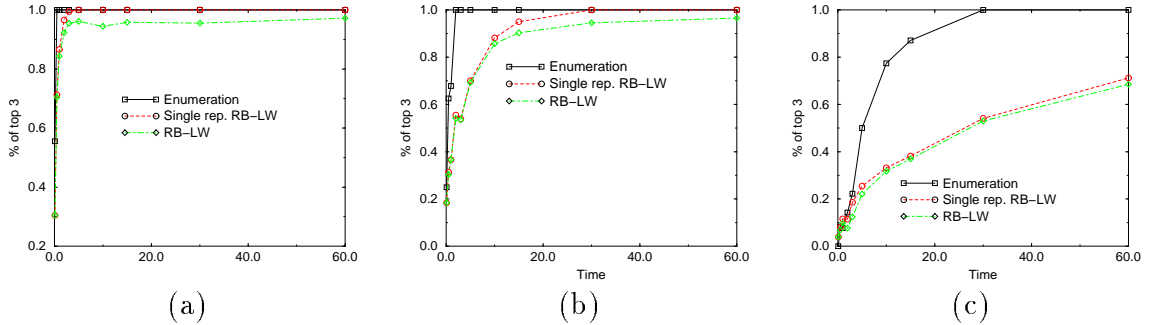 % of top 3
1.0
0.8
0.6
0.4
0.2
0.0 20.0 40.0 60.0
Enumeration
Single rep. RB-LW
RB-LW
(a)
% of top 3
1.0
0.8
0.6
0.4
0.2
0.0
0.0 20.0 40.0 60.0
Time
Enumeration
Single rep. RB-LW
RB-LW
(b)
% of top 3
1.0
0.8
0.6
0.4
0.2
0.0
0.0 20.0 40.0 60.0
Time
Enumeration
Single rep. RB-LW
RB-LW
(c)